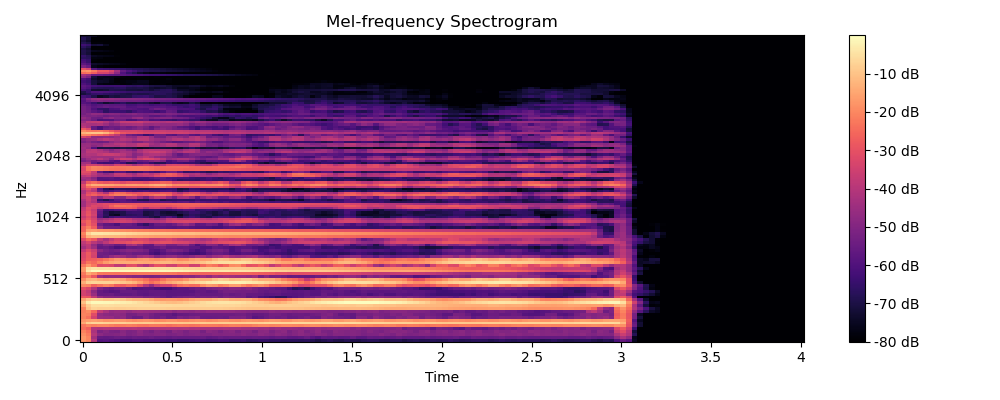 Mel-frequency Spectrogram
Hz
4096
2048
1024
512
0
0
0.5
1
1.5
2
2.5
3
3.5
4
Time
-10 dB
-20 dB
-30 dB
-40 dB
-50 dB
-60 dB
-70 dB
-80 dB